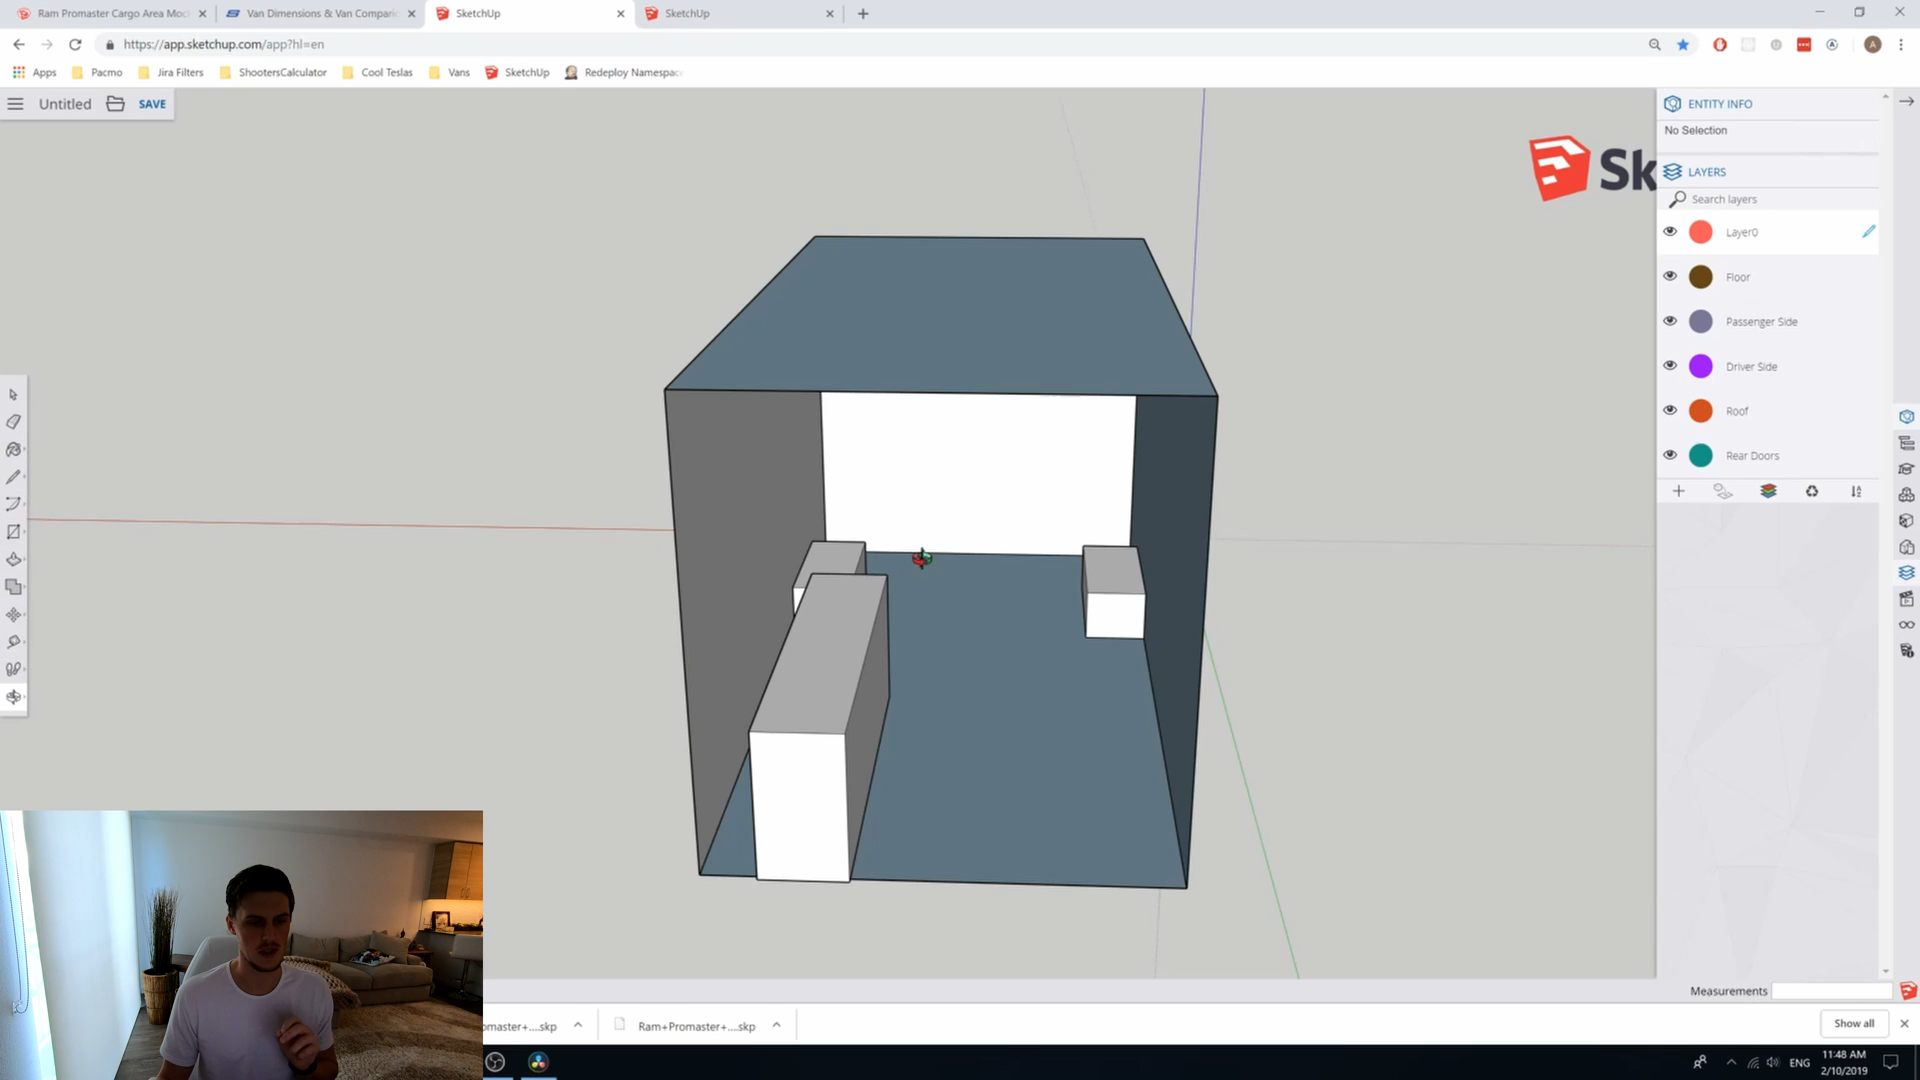 Ram Promaster Cargo Area Moc
Van Dimensions & Van Comparis
SketchUp
SketchUp
https://app.sketchup.com/app?hl=en
A
Apps
Pacmo
Jira Filters
ShootersCalculator
Cool Teslas
Vans
SketchUp
Redeploy Namespac
Untitled
SAVE
ENTITY INFO
No Selection
Sk
LAYERS
Search layers
Layer0
Floor
Passenger Side
Driver Side
Roof
Rear Doors
Measurements
omaster+....skp
Ram+Promaster+....skp
Show all
ENG
11:48 AM
2/10/2019